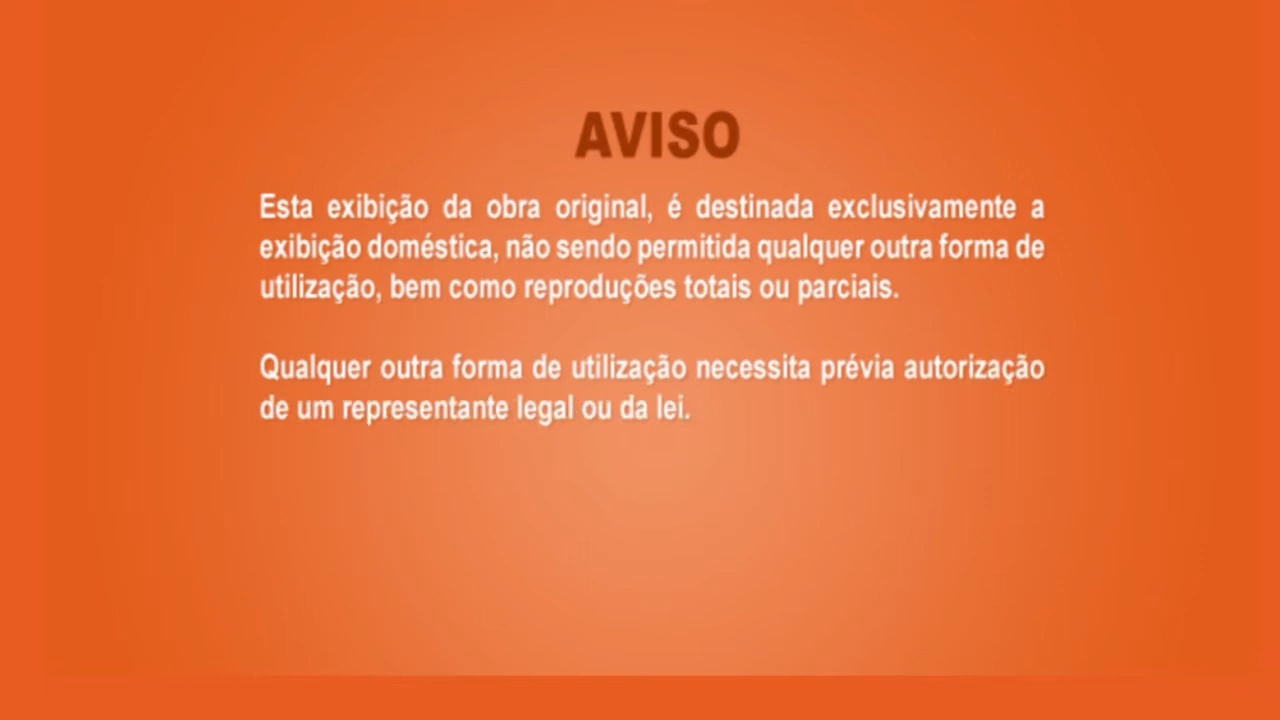 AVISO
Esta exibição da obra original, é destinada exclusivamente a
exibição doméstica, não sendo permitida qualquer outra forma de
utilização, bem como reproduções totais ou parciais.
Qualquer outra forma de utilização necessita prévia autorização
de um representante legal ou da lei.